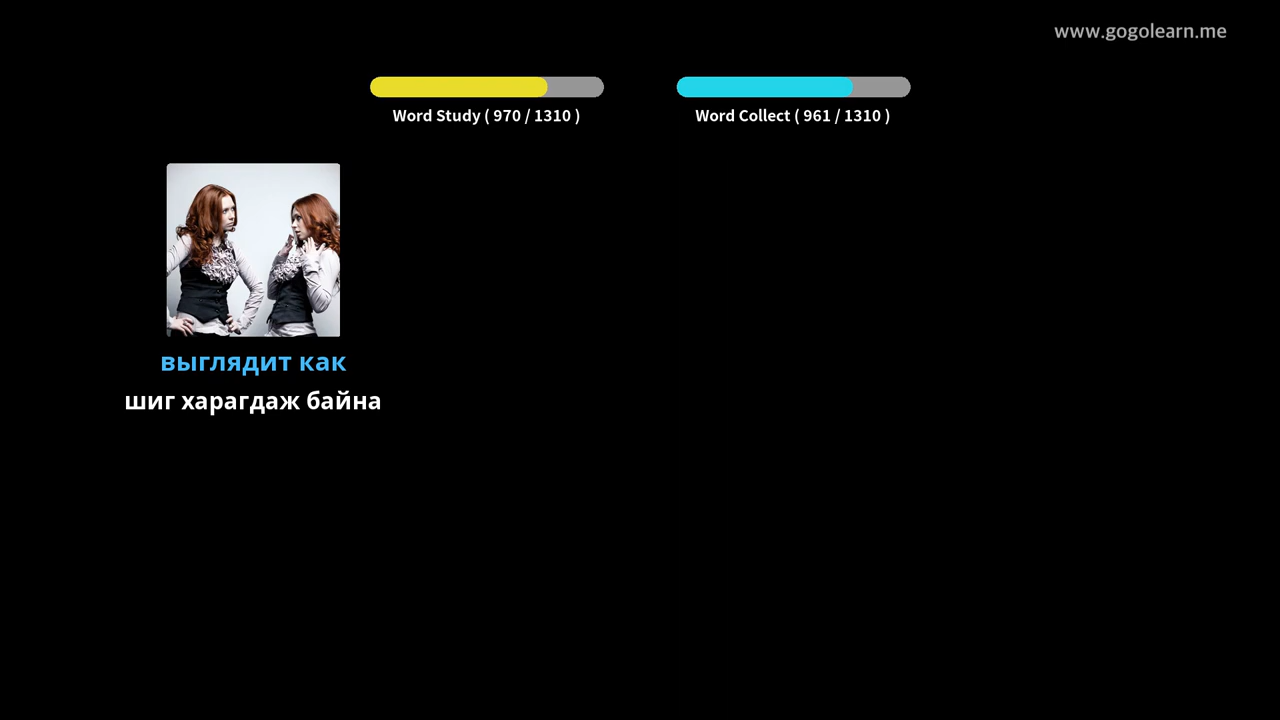 www.gogolearn.me
Word Study ( 970 / 1310 )
Word Collect ( 961 / 1310 )
выглядит как
шиг харагдаж байна